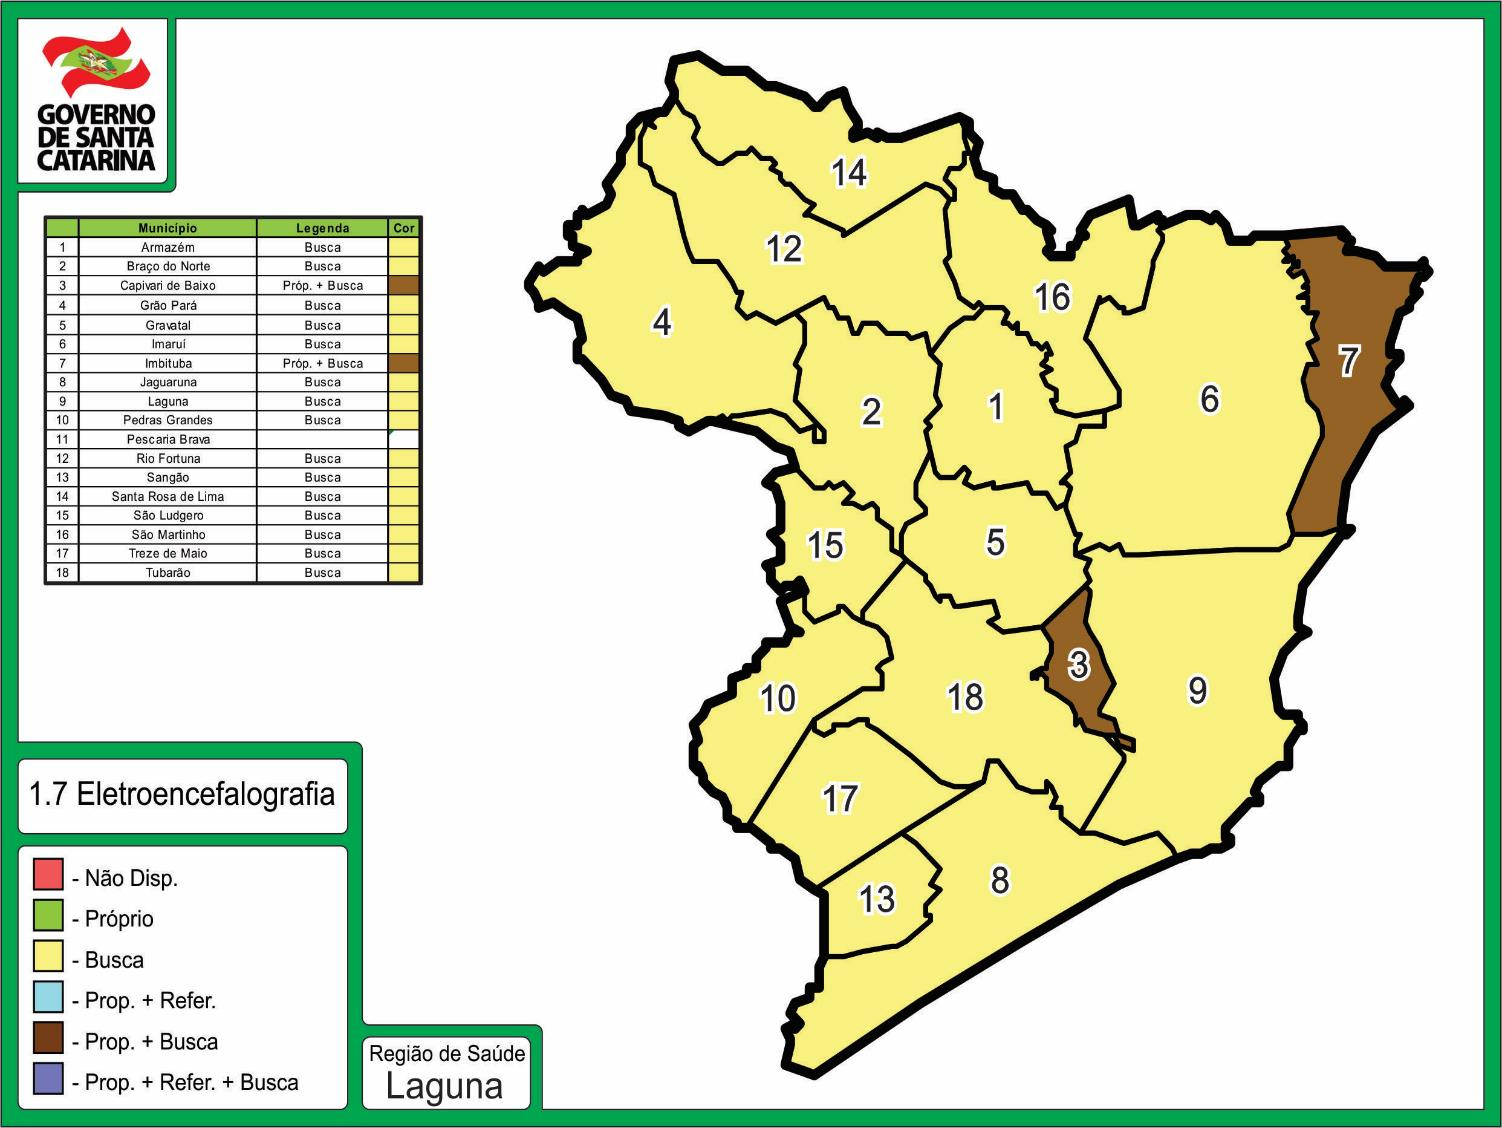 GOVERNO
DE SANTA
CATARINA
Município Legenda Cor
1 Armazém Busca
2 Braço do Norte Busca
3 Capivari de Baixo Próp. + Busca
4 Grão Pará Busca
5 Gravatal Busca
6 Imaruí Busca
7 Imbituba Próp. + Busca
8 Jaguaruna Busca
9 Laguna Busca
10 Pedras Grandes Busca
11 Pescaria Brava
12 Rio Fortuna Busca
13 Sangão Busca
14 Santa Rosa de Lima Busca
15 São Ludgero Busca
16 São Martinho Busca
17 Treze de Maio Busca
18 Tubarão Busca
14
12
16
4
7
6
2
1
15
5
3
10
18
9
17
8
13
1.7 Eletroencefalografia
- Não Disp.
- Próprio
- Busca
- Prop. + Refer.
- Prop. + Busca
- Prop. + Refer. + Busca
Região de Saúde
Laguna